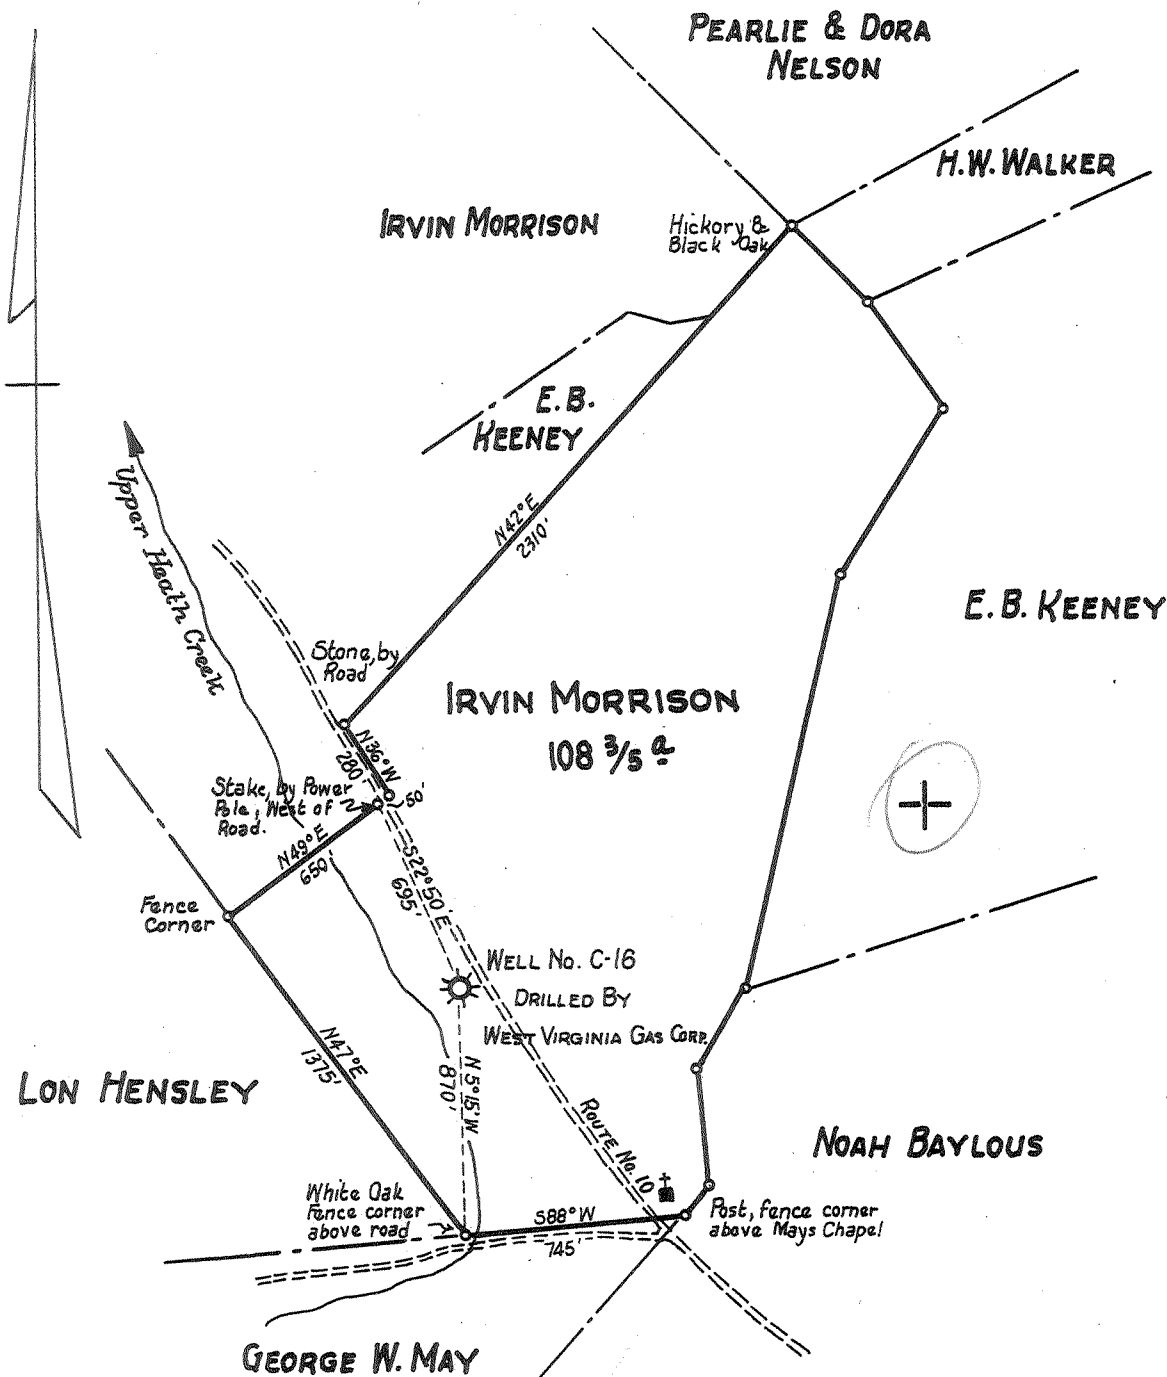 PEARLIE & DORA
NELSON
H.W. WALKER
IRVIN MORRISON
Hickory &
Black Oak
E.B.
KEENEY
N42°E
2310'
Upper Heath Creek
E.B. KEENEY
Stone, by
Road
IRVIN MORRISON
108 3/5 a
N36°W
280'
Stake, by Power
Pole, West of
Road.
50'
N49°E
650
S22°50'E
695'
Fence
Corner
WELL No. C-16
DRILLED BY
WEST VIRGINIA GAS CORP.
N47°E
1375'
N5°15'W
870'
LON HENSLEY
ROUTE No. 10
NOAH BAYLOUS
White Oak
Fence corner
above road
S88°W
745'
Post, fence corner
above Mays Chapel
GEORGE W. MAY